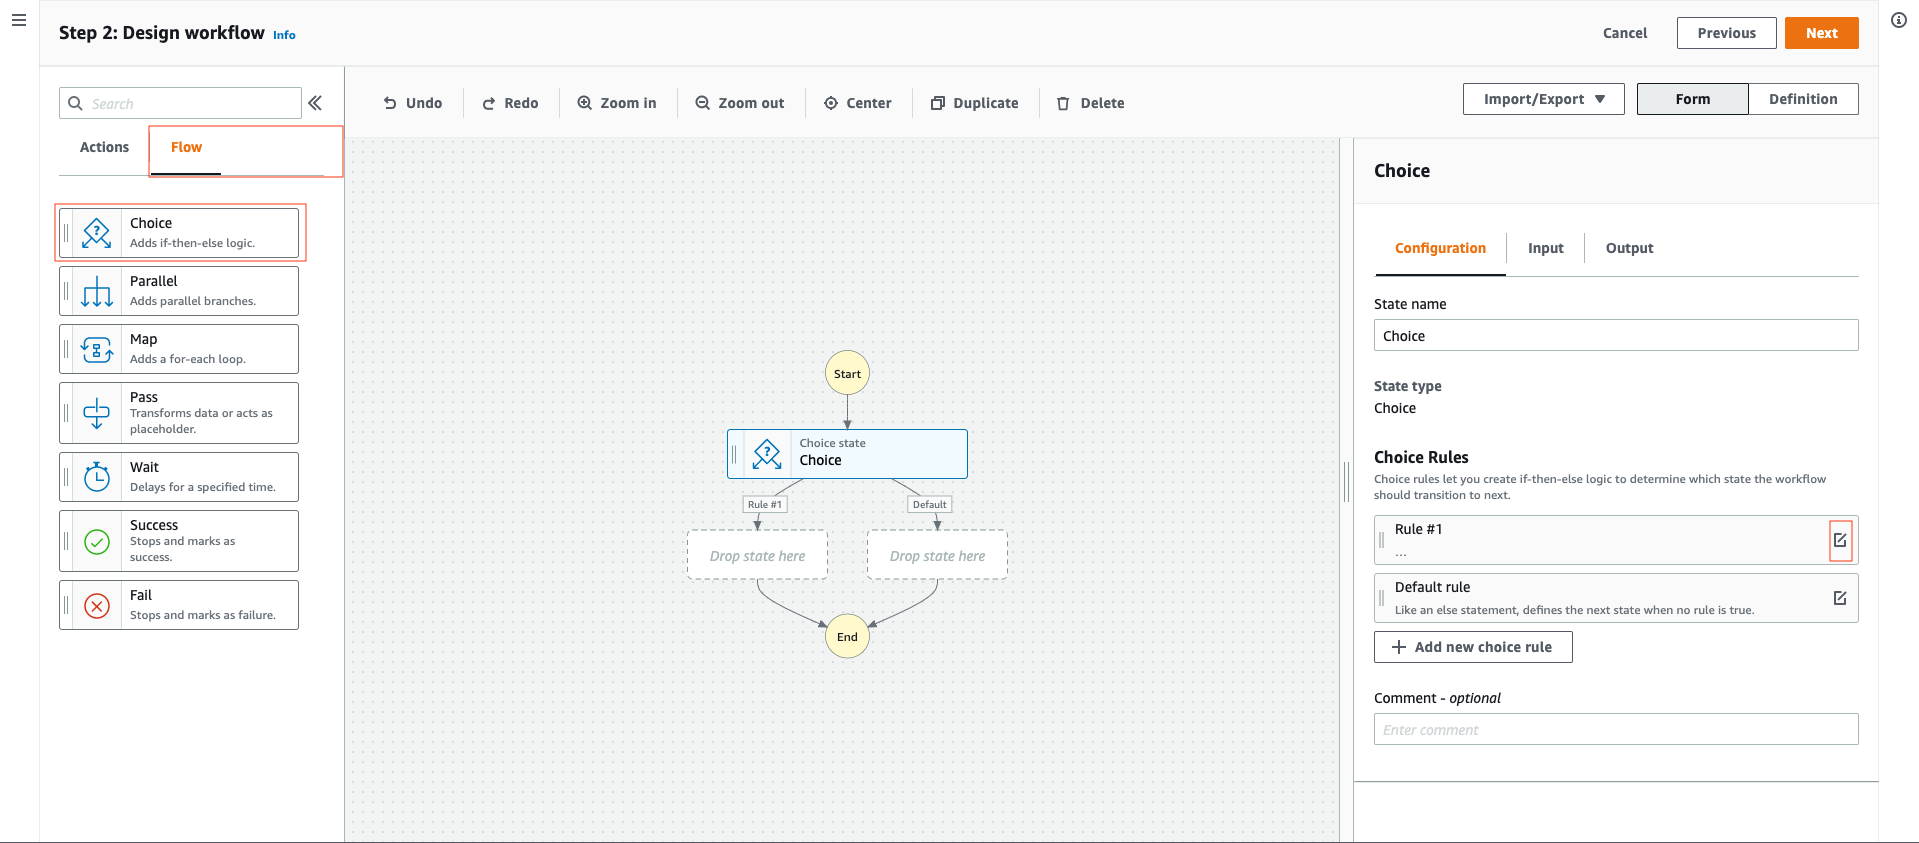 Step 2: Design workflow Info
Cancel
Previous
Next
Search
Actions
Flow
Choice
Adds if-then-else logic.
Parallel
Adds parallel branches.
Map
Adds a for-each loop.
Pass
Transforms data or acts as
placeholder.
Wait
Delays for a specified time.
Success
Stops and marks as
success.
Fail
Stops and marks as failure.
Undo
Redo
Zoom in
Zoom out
Center
Duplicate
Delete
Import/Export
Form
Definition
Start
Choice state
Choice
Rule #1
Default
Drop state here
Drop state here
End
Choice
Configuration
Input
Output
State name
Choice
State type
Choice
Choice Rules
Choice rules let you create if-then-else logic to determine which state the workflow
should transition to next.
Rule #1
...
Default rule
Like an else statement, defines the next state when no rule is true.
Add new choice rule
Comment - optional
Enter comment